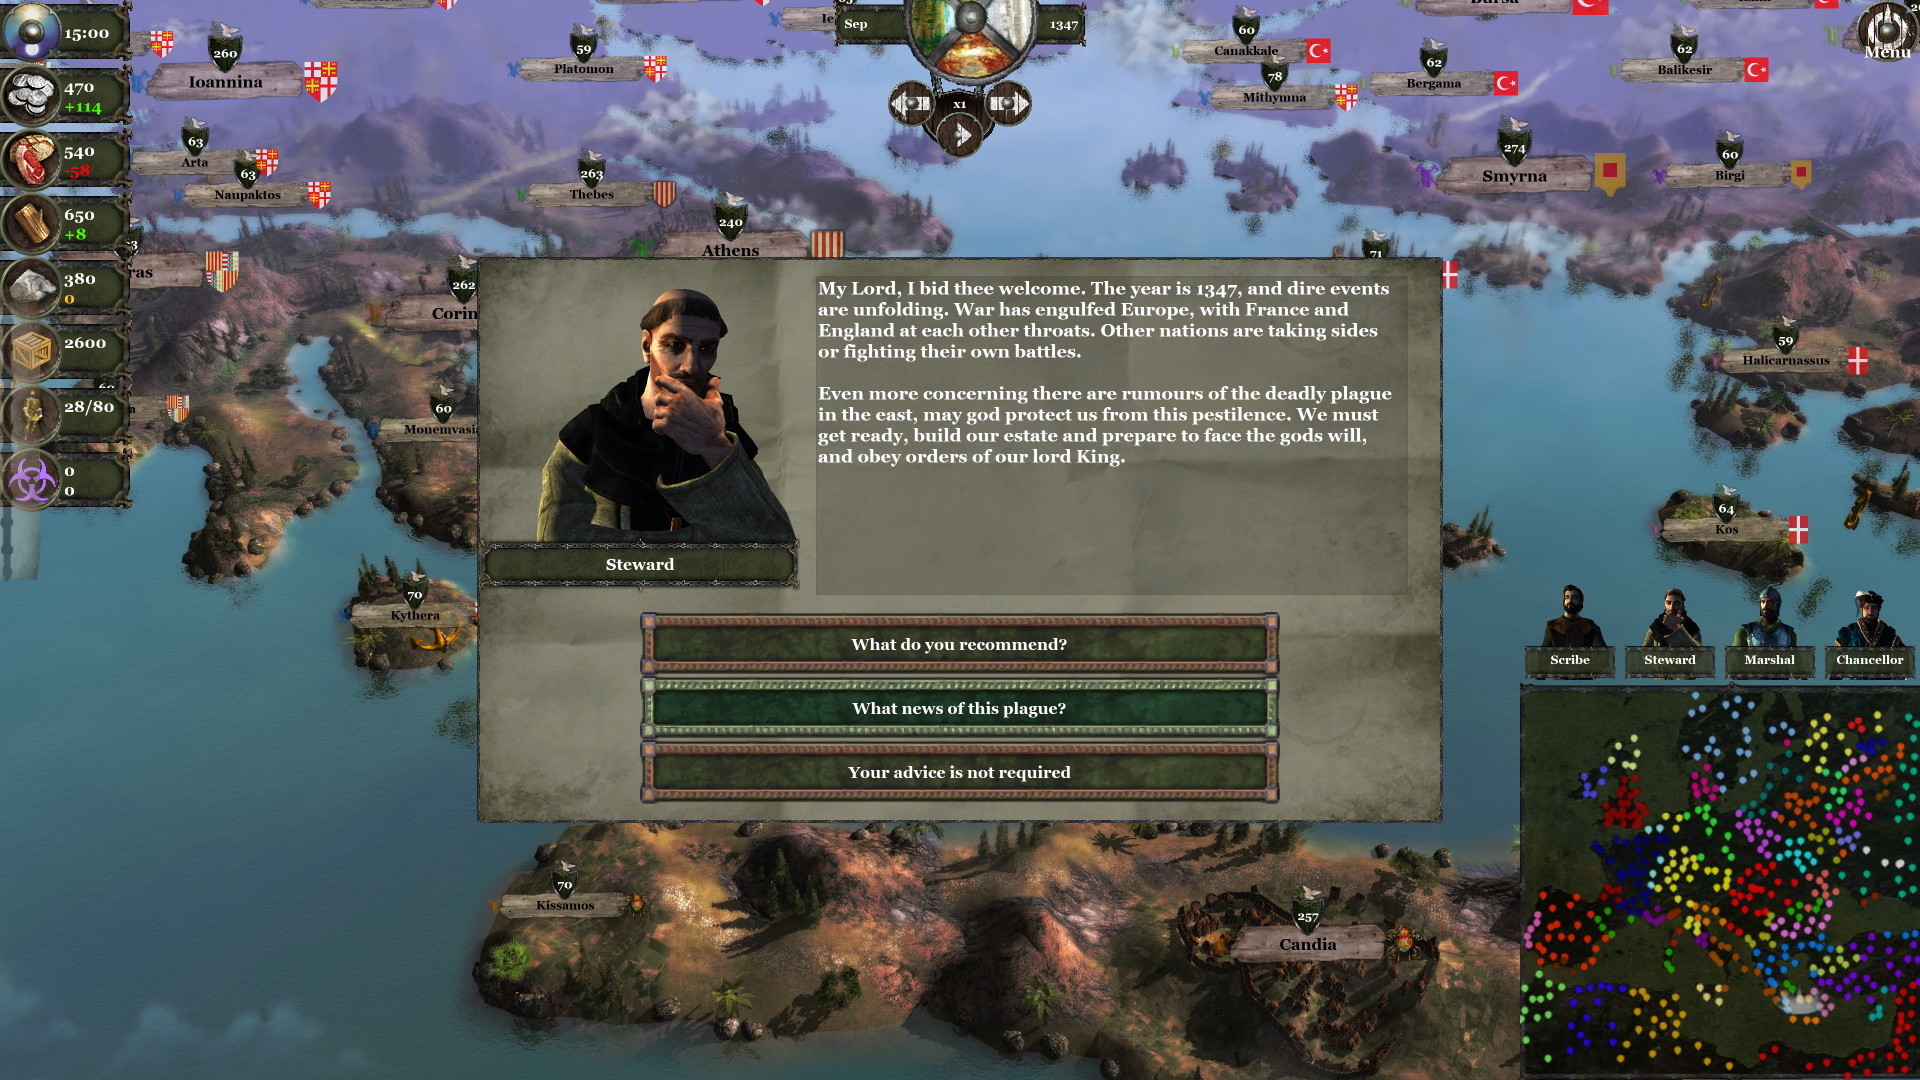 15:00
470
+114
540
-58
650
+8
380
0
2600
28/80
0
0
Sep
1347
x1
Menu
260
Ioannina
59
Platomon
60
Canakkale
78
Mithymna
62
Bergama
62
Balikesir
63
Arta
63
Naupaktos
263
Thebes
240
Athens
274
Smyrna
60
Birgi
71
262
Corin
60
Monemvasi
59
Halicarnassus
64
Kos
70
Kythera
My Lord, I bid thee welcome. The year is 1347, and dire events
are unfolding. War has engulfed Europe, with France and
England at each other throats. Other nations are taking sides
or fighting their own battles.
Even more concerning there are rumours of the deadly plague
in the east, may god protect us from this pestilence. We must
get ready, build our estate and prepare to face the gods will,
and obey orders of our lord King.
Steward
What do you recommend?
What news of this plague?
Your advice is not required
Scribe
Steward
Marshal
Chancellor
70
Kissamos
257
Candia